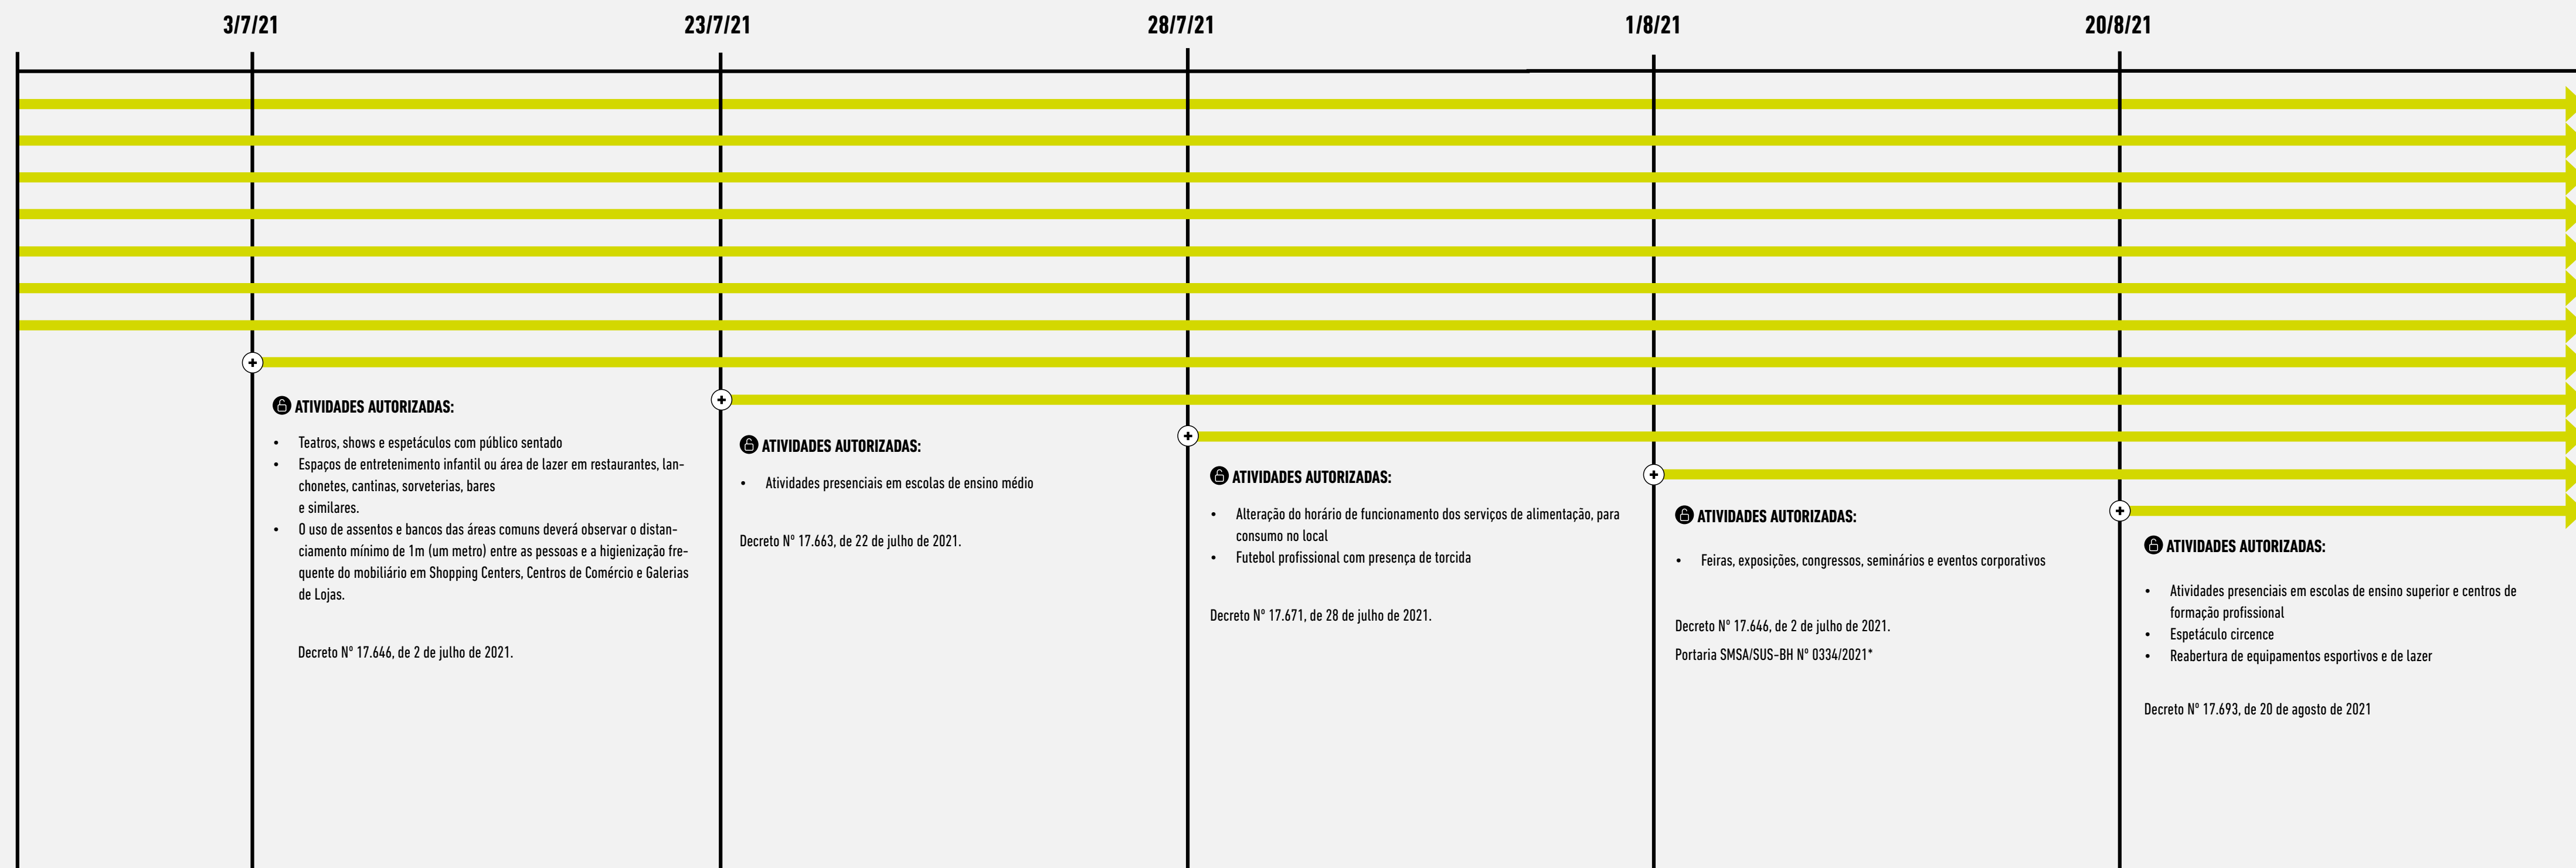 3/7/21
23/7/21
28/7/21
1/8/21
20/8/21
ATIVIDADES AUTORIZADAS:
• Teatros, shows e espetáculos com público sentado
• Espaços de entretenimento infantil ou área de lazer em restaurantes, lan-
chonetes, cantinas, sorveterias, bares
e similares.
• O uso de assentos e bancos das áreas comuns deverá observar o distan-
ciamento mínimo de 1m (um metro) entre as pessoas e a higienização fre-
quente do mobiliário em Shopping Centers, Centros de Comércio e Galerias
de Lojas.
Decreto Nº 17.646, de 2 de julho de 2021.
ATIVIDADES AUTORIZADAS:
• Atividades presenciais em escolas de ensino médio
Decreto Nº 17.663, de 22 de julho de 2021.
ATIVIDADES AUTORIZADAS:
• Alteração do horário de funcionamento dos serviços de alimentação, para
consumo no local
• Futebol profissional com presença de torcida
Decreto Nº 17.671, de 28 de julho de 2021.
ATIVIDADES AUTORIZADAS:
• Feiras, exposições, congressos, seminários e eventos corporativos
Decreto Nº 17.646, de 2 de julho de 2021.
Portaria SMSA/SUS-BH Nº 0334/2021*
ATIVIDADES AUTORIZADAS:
• Atividades presenciais em escolas de ensino superior e centros de
formação profissional
• Espetáculo circence
• Reabertura de equipamentos esportivos e de lazer
Decreto Nº 17.693, de 20 de agosto de 2021